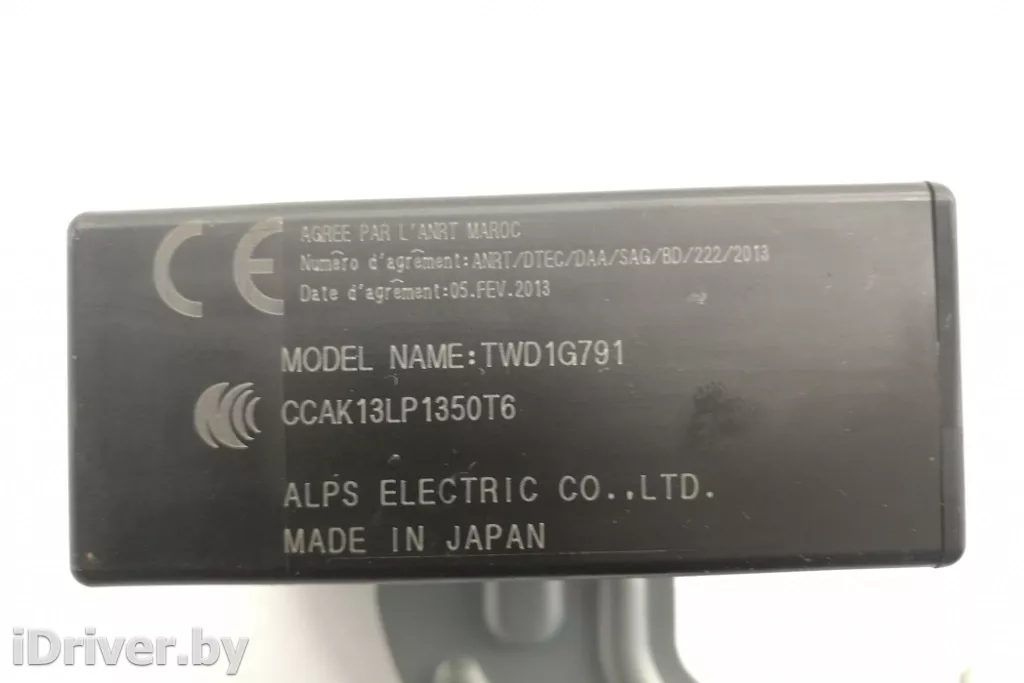 CE
AGREE PAR L'ANRT MAROC
Numéro d'agrément:ANRT/DTEC/DAA/SAG/BD/222/2013
Date d'agrément:05.FEV.2013
MODEL NAME:TWD1G791
CCC
CCAK13LP1350T6
ALPS ELECTRIC CO.,LTD.
MADE IN JAPAN
iDriver.by